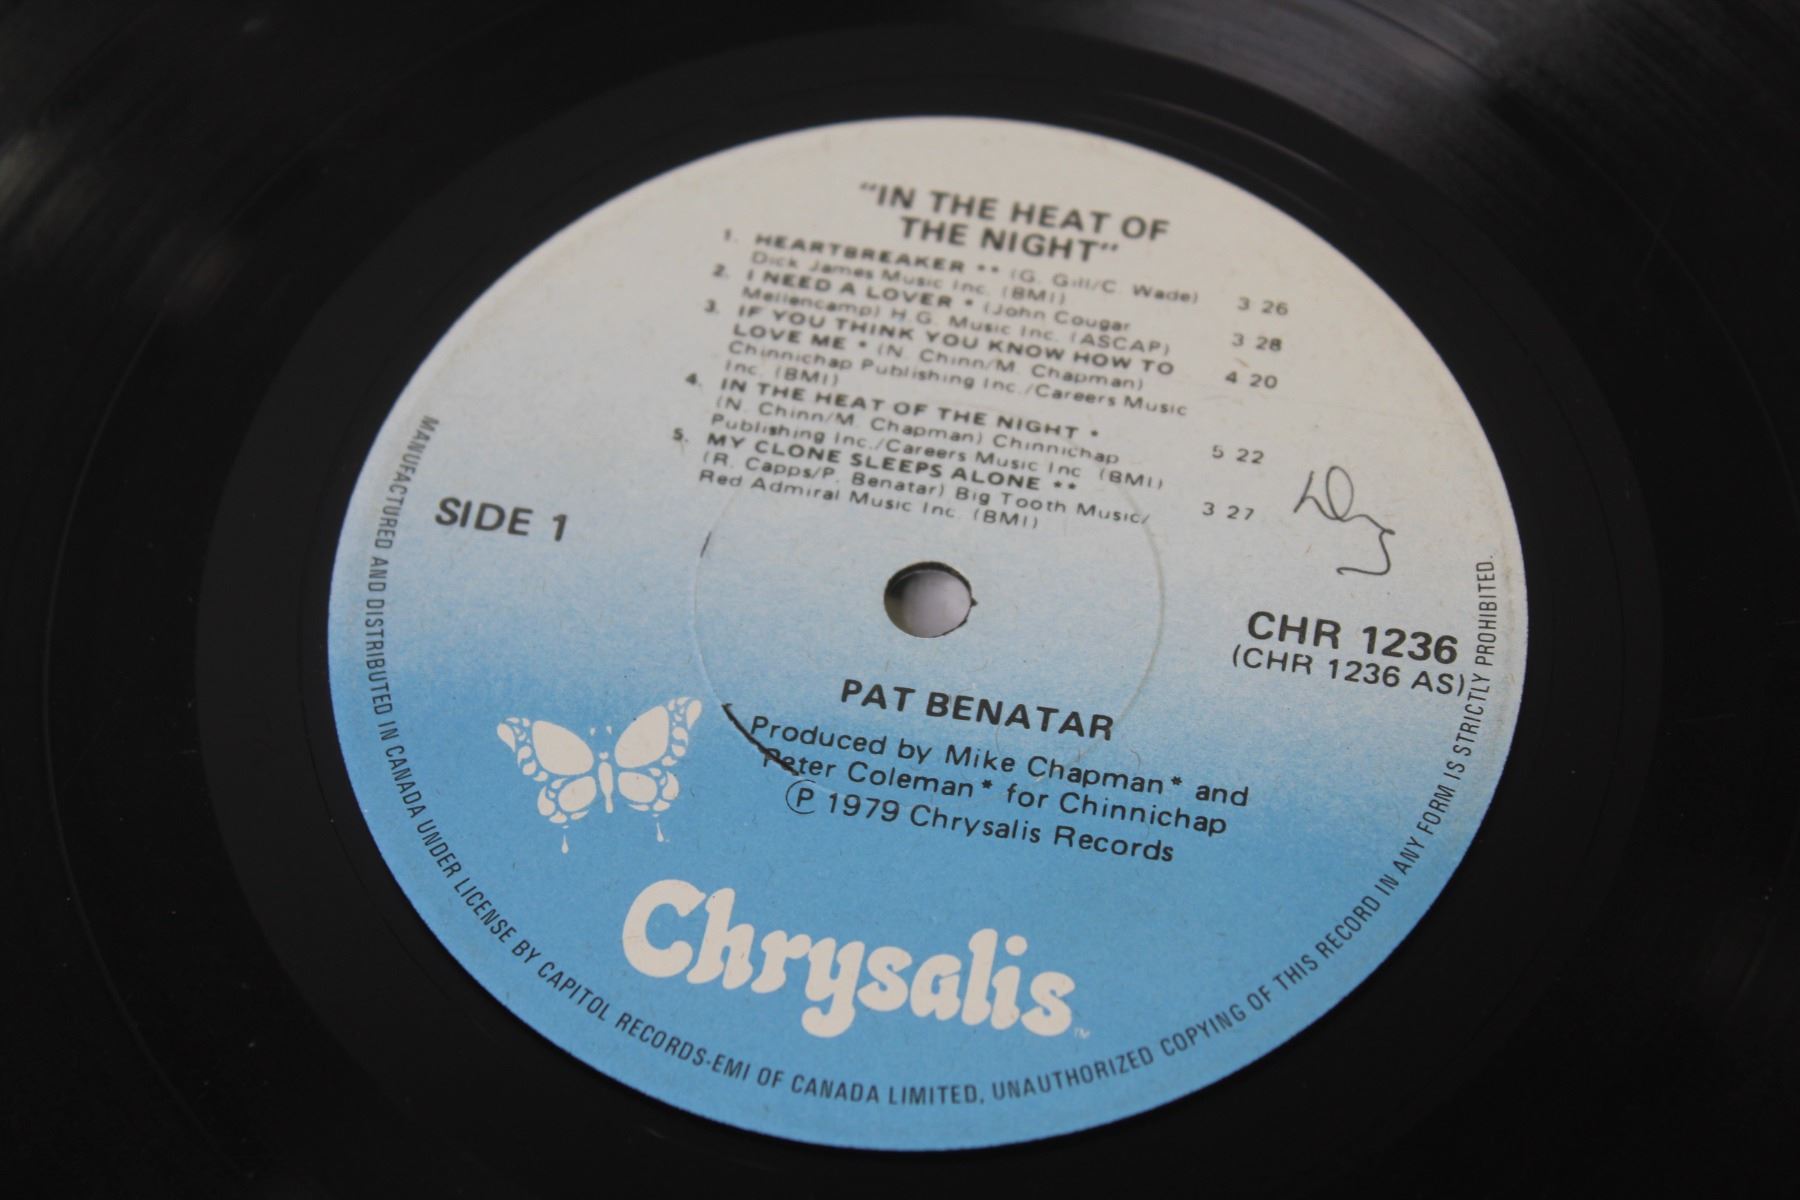 "IN THE HEAT OF
THE NIGHT"
1. HEARTBREAKER ** (G. Gill/C. Wade)
Dick James Music Inc. (BMI) 3 26
2. I NEED A LOVER * (John Cougar
Mellencamp) H.G. Music Inc. (ASCAP) 3 28
3. IF YOU THINK YOU KNOW HOW TO
LOVE ME * (N. Chinn/M. Chapman) 4 20
Chinnichap Publishing Inc./Careers Music
Inc. (BMI)
4. IN THE HEAT OF THE NIGHT *
(N. Chinn/M. Chapman) Chinnichap
Publishing Inc./Careers Music Inc (BMI) 5 22
5. MY CLONE SLEEPS ALONE **
(R. Capps/P. Benatar) Big Tooth Music/
Red Admiral Music Inc. (BMI) 3 27
SIDE 1
CHR 1236
(CHR 1236 AS)
PAT BENATAR
Produced by Mike Chapman* and
Peter Coleman* for Chinnichap
Ⓟ 1979 Chrysalis Records
Chrysalis™
MANUFACTURED AND DISTRIBUTED IN CANADA UNDER LICENSE BY CAPITOL RECORDS-EMI OF CANADA LIMITED, UNAUTHORIZED COPYING OF THIS RECORD IN ANY FORM IS STRICTLY PROHIBITED.